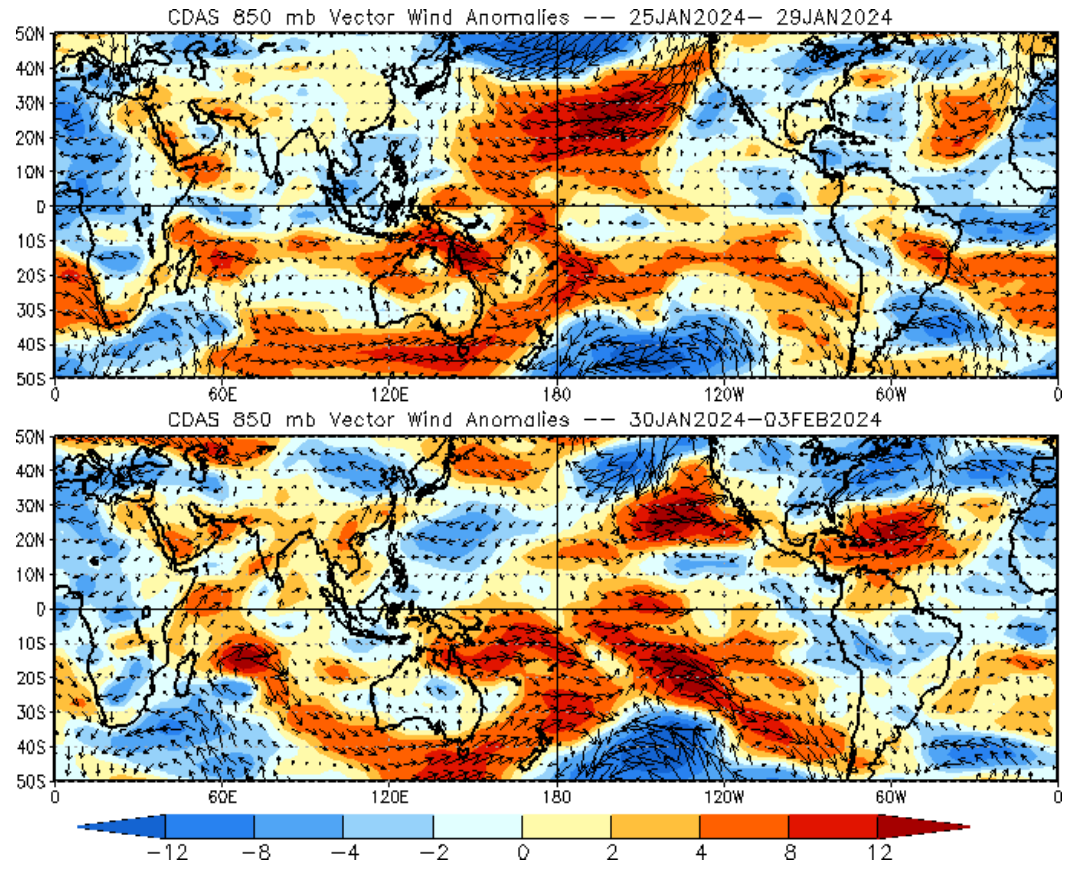 CDAS 850 mb Vector Wind Anomalies -- 25JAN2024- 29JAN2024
50N
40N
30N
20N
10N
0
10S
20S
30S
40S
50S
0 60E 120E 180 120W 60W 0
CDAS 850 mb Vector Wind Anomalies -- 30JAN2024-03FEB2024
50N
40N
30N
20N
10N
0
10S
20S
30S
40S
50S
0 60E 120E 180 120W 60W 0
-12 -8 -4 -2 0 2 4 8 12